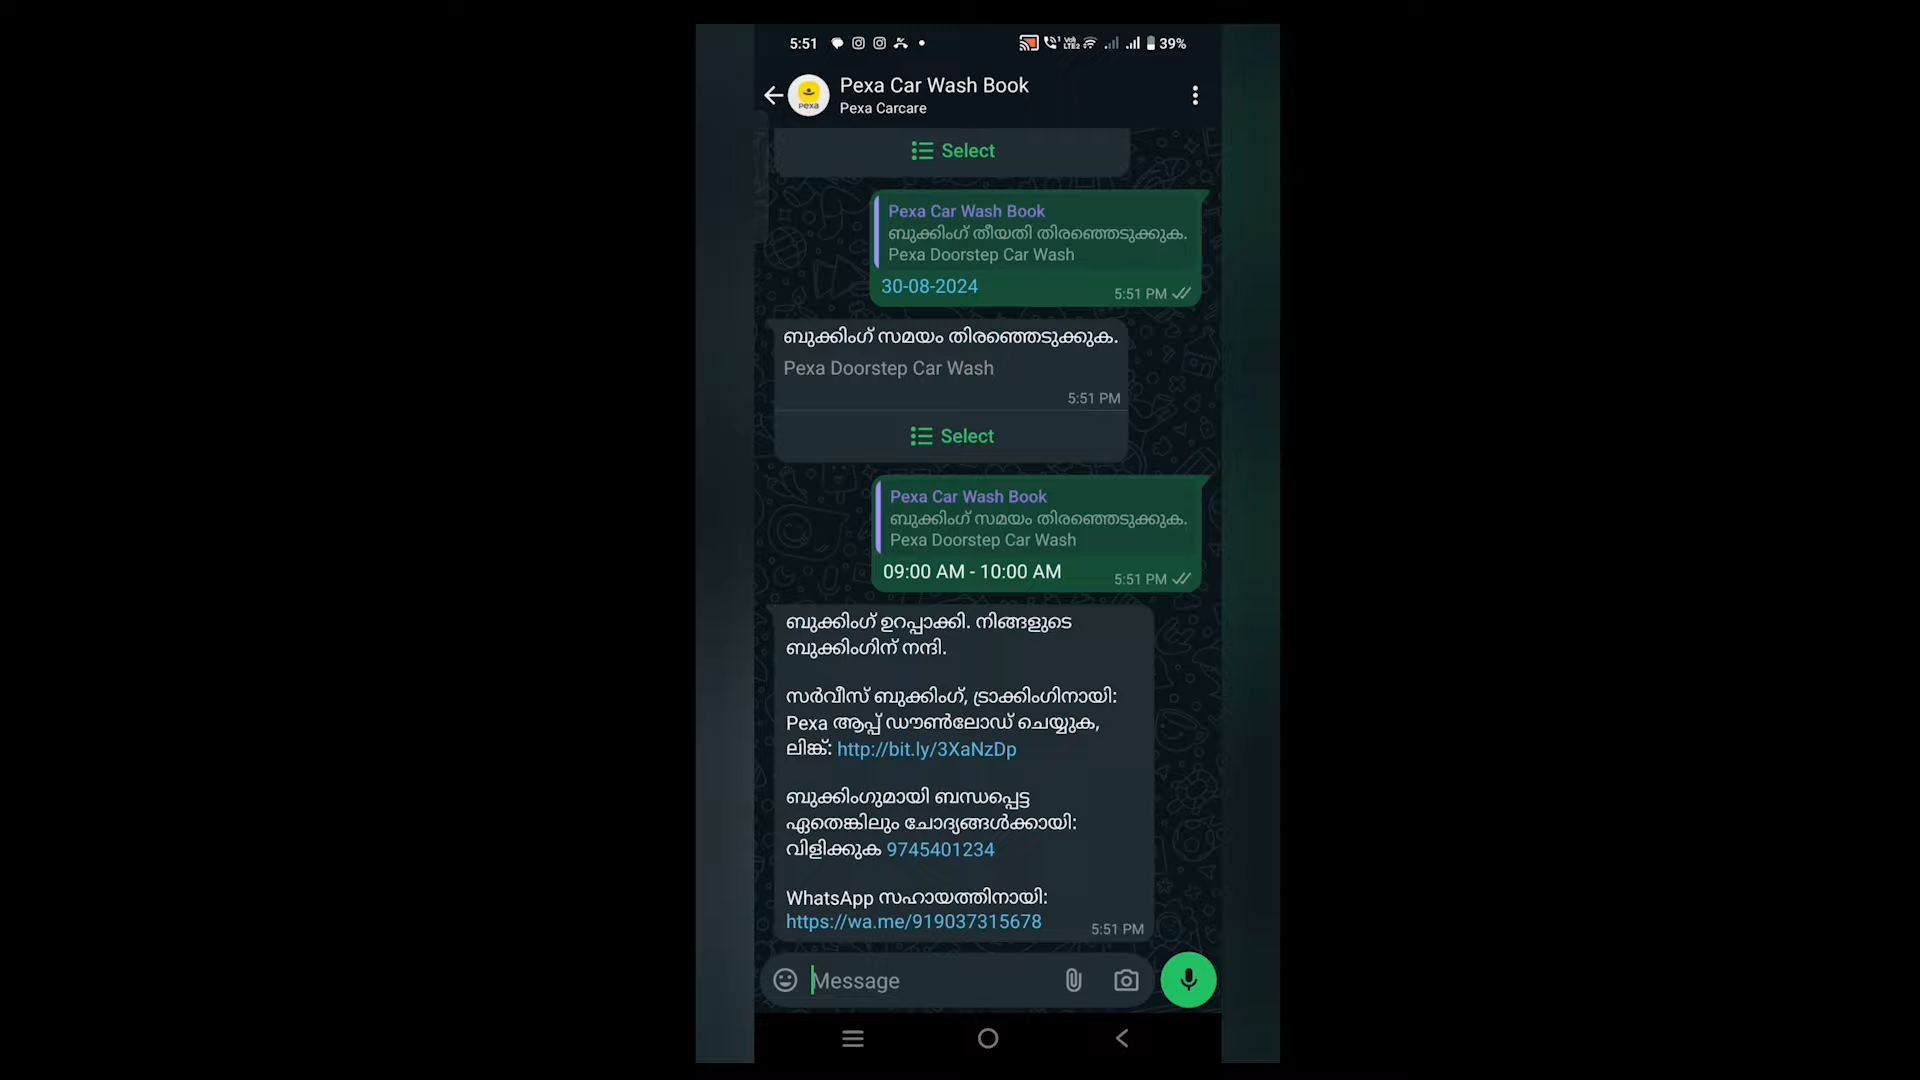 5:51
39%
Pexa Car Wash Book
Pexa Carcare
Select
Pexa Car Wash Book
ബുക്കിംഗ് തീയതി തിരഞ്ഞെടുക്കുക.
Pexa Doorstep Car Wash
30-08-2024
5:51 PM
ബുക്കിംഗ് സമയം തിരഞ്ഞെടുക്കുക.
Pexa Doorstep Car Wash
5:51 PM
Select
Pexa Car Wash Book
ബുക്കിംഗ് സമയം തിരഞ്ഞെടുക്കുക.
Pexa Doorstep Car Wash
09:00 AM - 10:00 AM
5:51 PM
ബുക്കിംഗ് ഉറപ്പാക്കി. നിങ്ങളുടെ
ബുക്കിംഗിന് നന്ദി.
സർവീസ് ബുക്കിംഗ്, ട്രാക്കിംഗിനായി:
Pexa ആപ്പ് ഡൗൺലോഡ് ചെയ്യുക,
ലിങ്ക്: http://bit.ly/3XaNzDp
ബുക്കിംഗുമായി ബന്ധപ്പെട്ട
ഏതെങ്കിലും ചോദ്യങ്ങൾക്കായി:
വിളിക്കുക 9745401234
WhatsApp സഹായത്തിനായി:
https://wa.me/919037315678
5:51 PM
Message